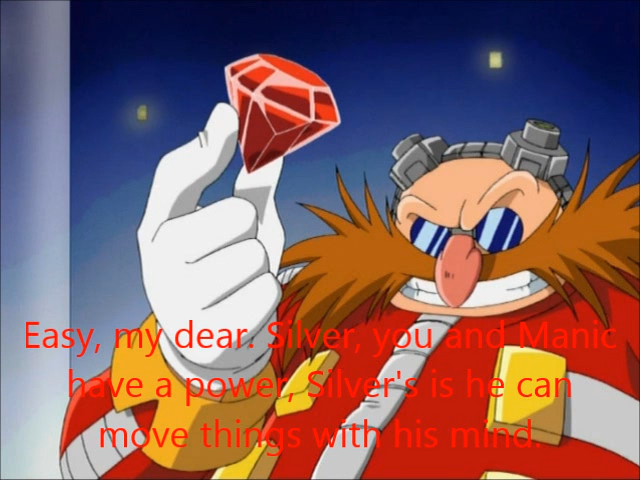 Easy, my dear. Silver, you and Manic
have a power, Silver's is he can
move things with his mind.